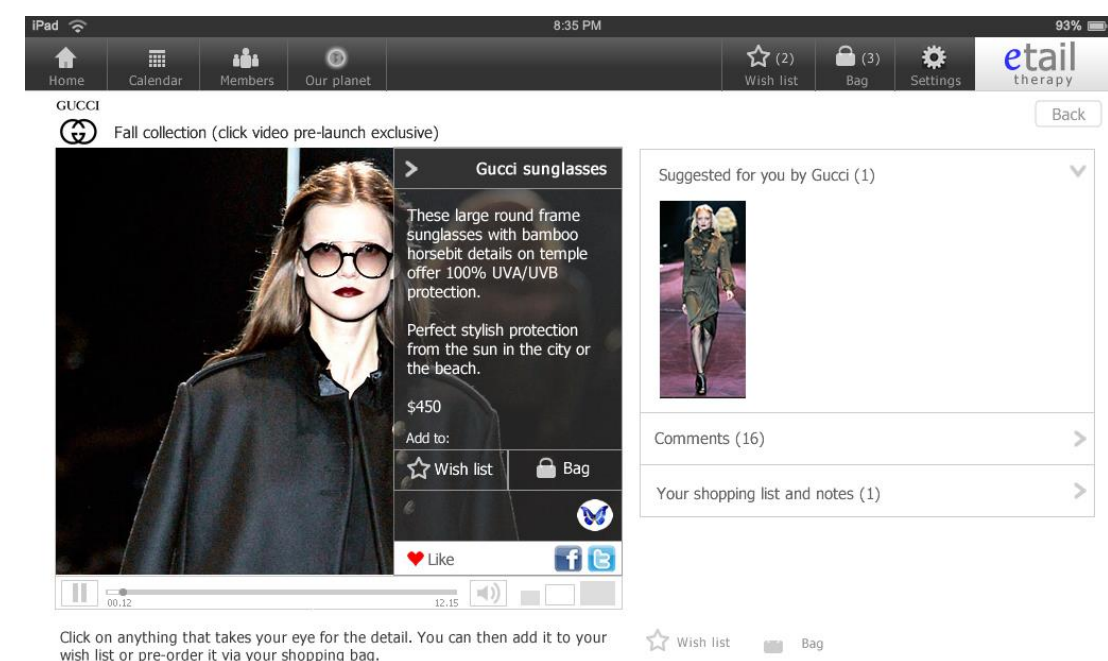 iPad 8:35 PM 93%
Home Calendar Members Our planet (2) Wish list (3) Bag Settings etail therapy
GUCCI
Back
Fall collection (click video pre-launch exclusive)
Gucci sunglasses
These large round frame
sunglasses with bamboo
horsebit details on temple
offer 100% UVA/UVB
protection.
Perfect stylish protection
from the sun in the city or
the beach.
$450
Add to:
Wish list Bag
Like f t
00.12 12.15
Suggested for you by Gucci (1)
Comments (16)
Your shopping list and notes (1)
Click on anything that takes your eye for the detail. You can then add it to your
wish list or pre-order it via your shopping bag.
Wish list Bag